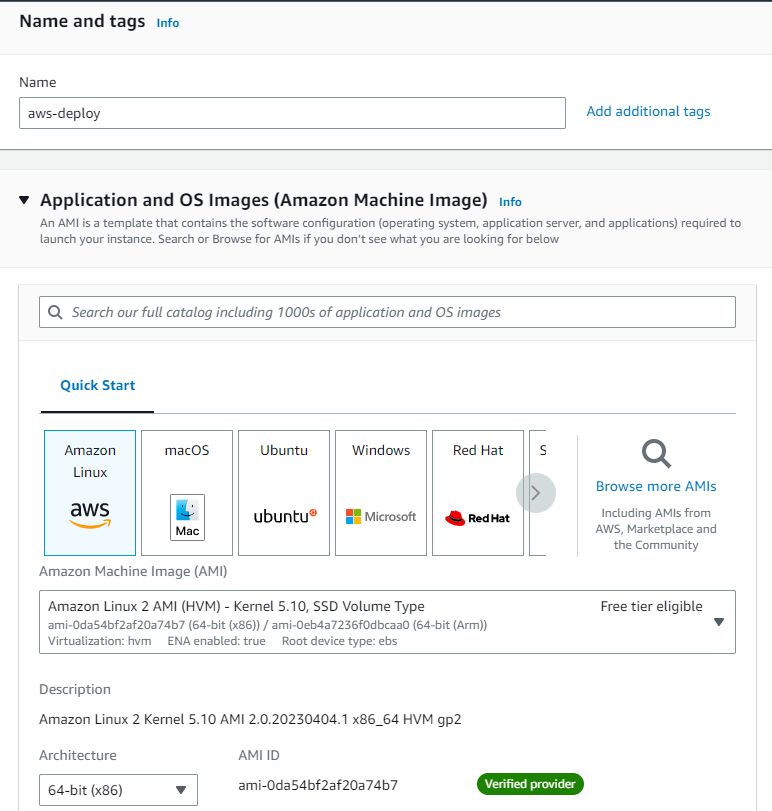 Name and tags Info
Name
aws-deploy
Add additional tags
Application and OS Images (Amazon Machine Image) Info
An AMI is a template that contains the software configuration (operating system, application server, and applications) required to
launch your instance. Search or Browse for AMIs if you don't see what you are looking for below
Search our full catalog including 1000s of application and OS images
Quick Start
Amazon
Linux
aws
macOS
Mac
Ubuntu
ubuntu
Windows
Microsoft
Red Hat
Red Hat
S
Browse more AMIs
Including AMIs from
AWS, Marketplace and
the Community
Amazon Machine Image (AMI)
Amazon Linux 2 AMI (HVM) - Kernel 5.10, SSD Volume Type
Free tier eligible
ami-0da54bf2af20a74b7 (64-bit (x86)) / ami-0eb4a7236f0dbcaa0 (64-bit (Arm))
Virtualization: hvm ENA enabled: true Root device type: ebs
Description
Amazon Linux 2 Kernel 5.10 AMI 2.0.20230404.1 x86_64 HVM gp2
Architecture
64-bit (x86)
AMI ID
ami-0da54bf2af20a74b7
Verified provider